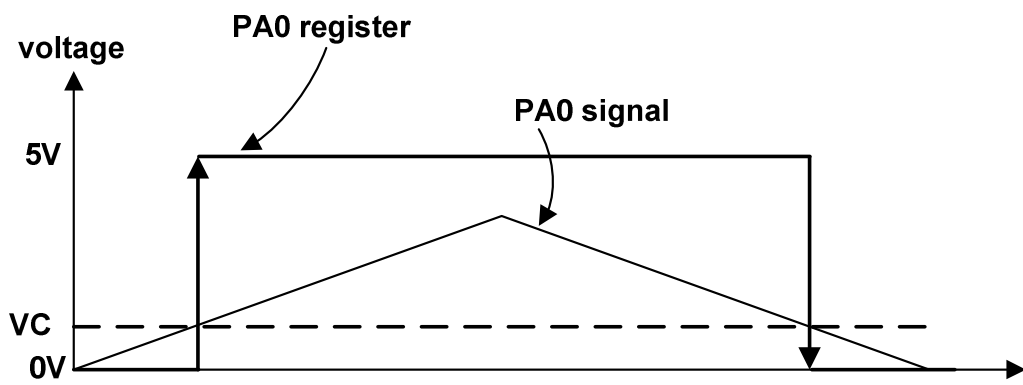 PA0 register
voltage
PA0 signal
5V
VC
0V